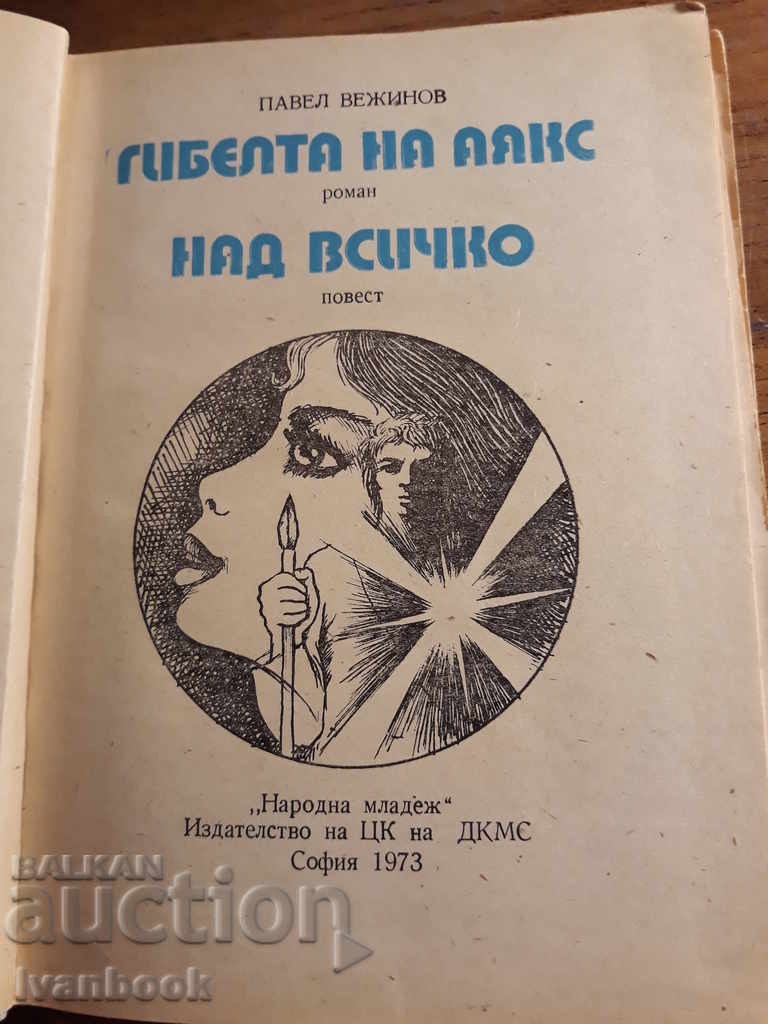 ПАВЕЛ ВЕЖИНОВ
ГИБЕЛТА НА АЯКС
роман
НАД ВСИЧКО
повест
„Народна младеж“
Издателство на ЦК на ДКМС
София 1973
BALKAN
auction
Ivanbook